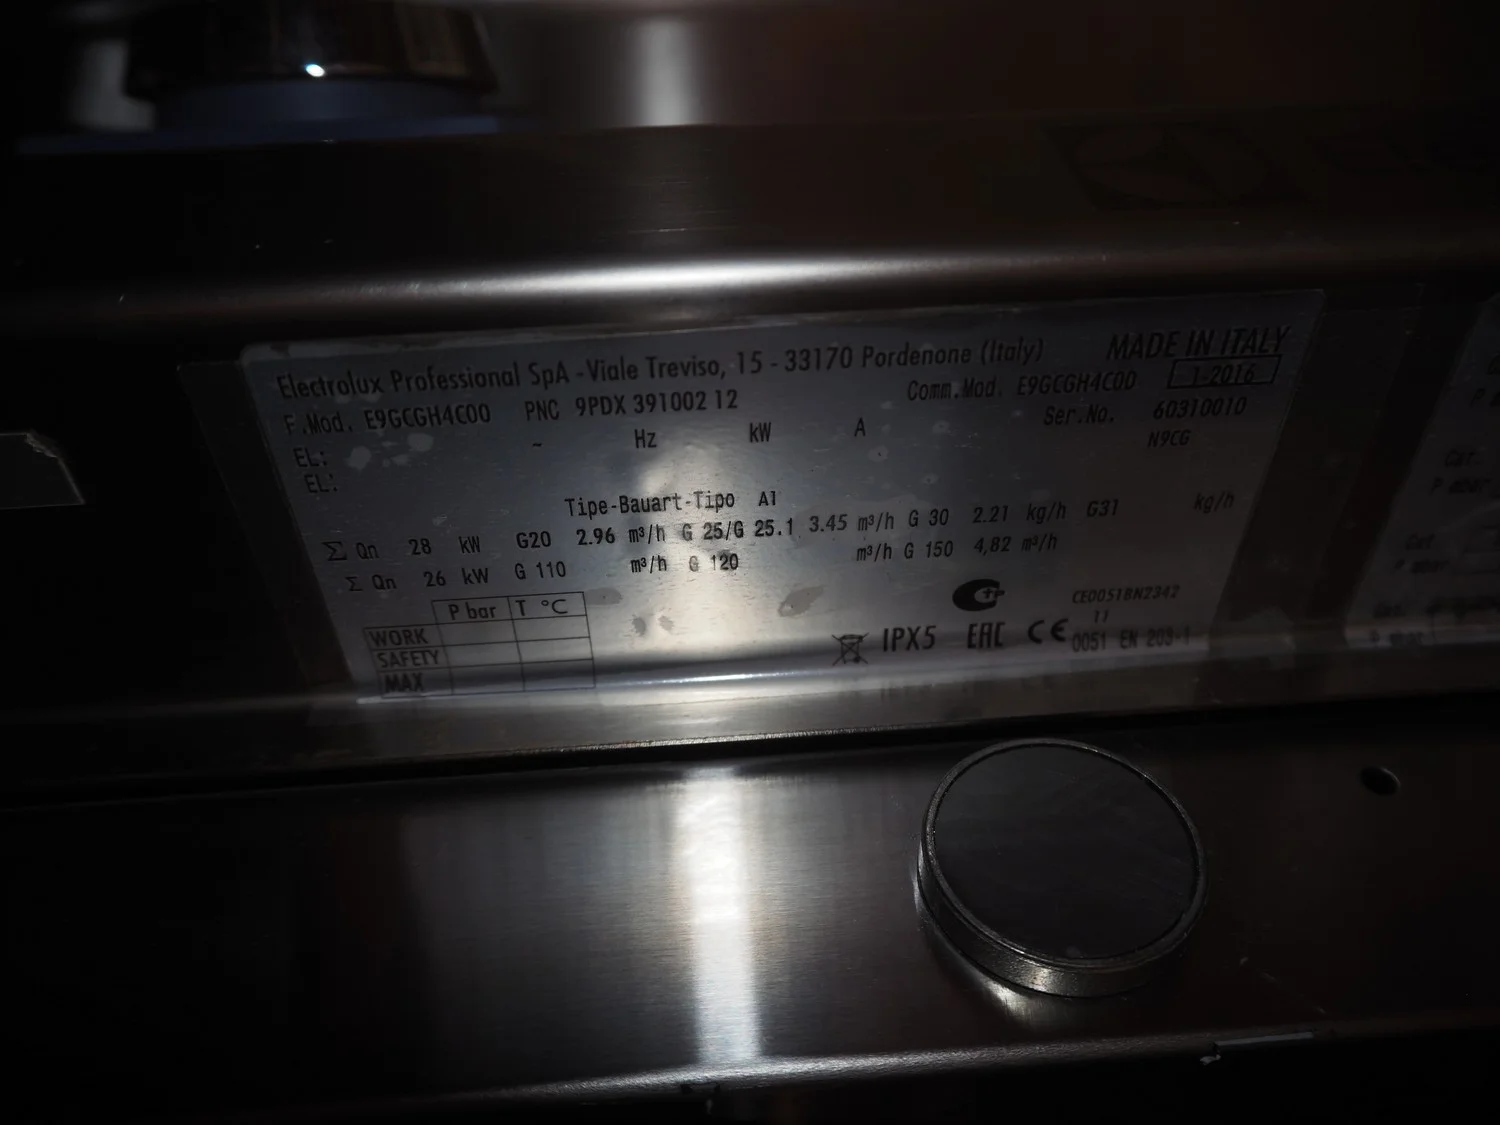 Electrolux Professional SpA - Viale Treviso, 15 - 33170 Pordenone (Italy) MADE IN ITALY
F.Mod. E9GCGH4C00 PNC 9PDX 391002 12 Comm.Mod. E9GCGH4C00 1-2016
EL: ~ Hz kW A Ser.No. 60310010
EL: N9CG
Tipe-Bauart-Tipo A1
Σ Qn 28 kW G20 2.96 m³/h G 25/G 25.1 3.45 m³/h G 30 2.21 kg/h G31 kg/h
Σ Qn 26 kW G 110 m³/h G 120 m³/h G 150 4,82 m³/h
P bar T °C
WORK
SAFETY
MAX
IPX5 EAC CE
CE0051BN2342
11
0051 EN 203-1